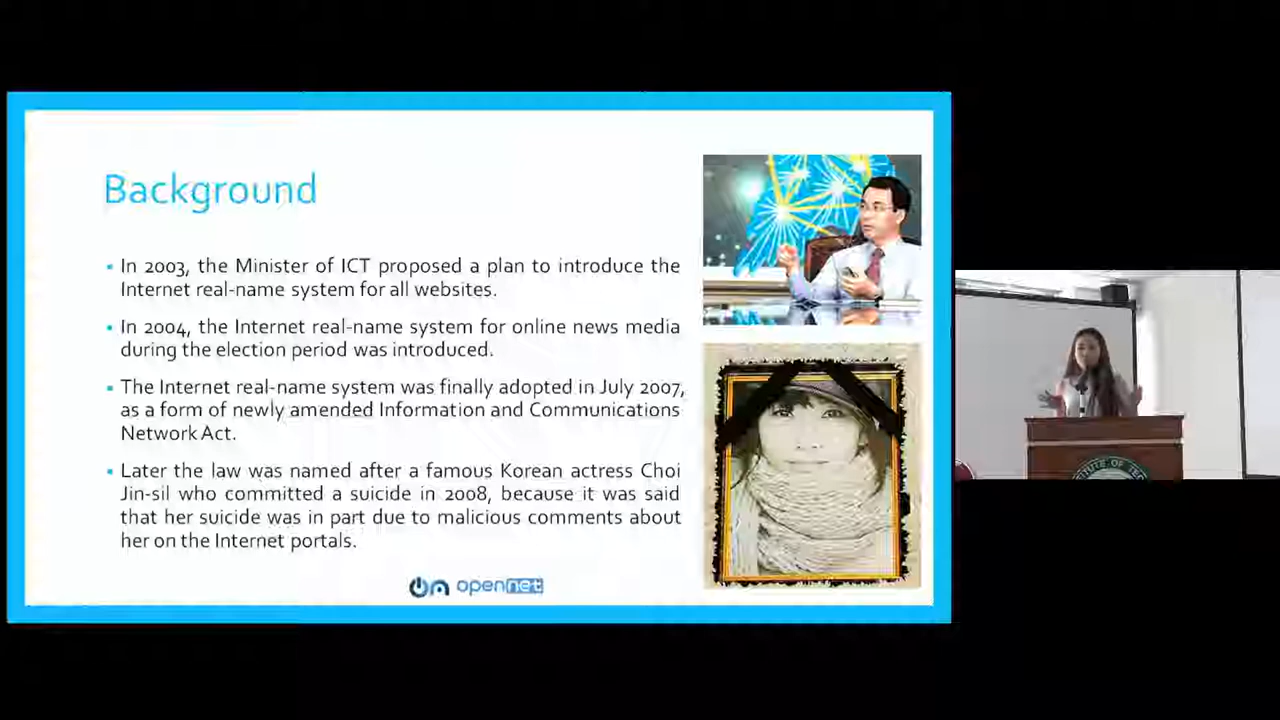 Background
In 2003, the Minister of ICT proposed a plan to introduce the
Internet real-name system for all websites.
In 2004, the Internet real-name system for online news media
during the election period was introduced.
The Internet real-name system was finally adopted in July 2007,
as a form of newly amended Information and Communications
Network Act.
Later the law was named after a famous Korean actress Choi
Jin-sil who committed a suicide in 2008, because it was said
that her suicide was in part due to malicious comments about
her on the Internet portals.
opennet
TUTE OF TEC